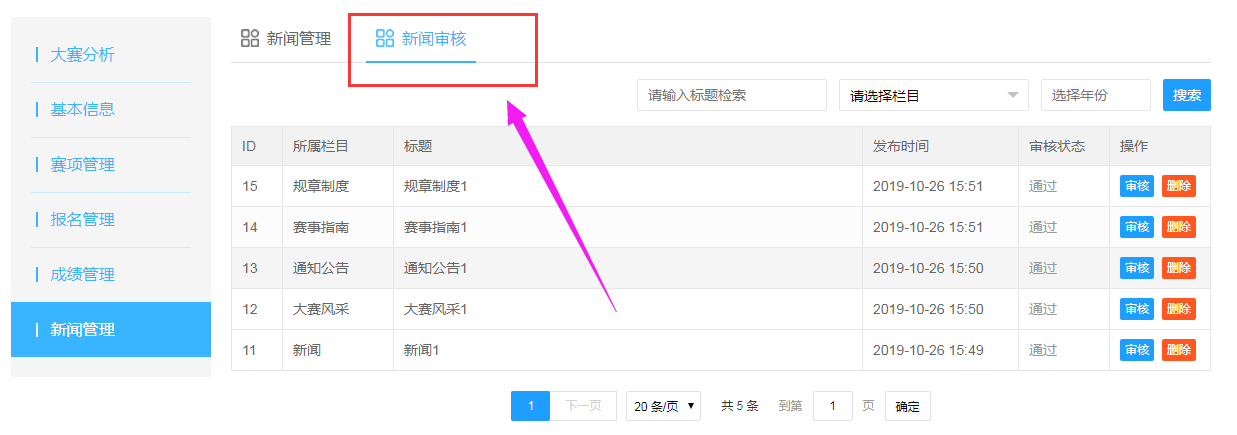 大赛分析
基本信息
赛项管理
报名管理
成绩管理
新闻管理
新闻管理 新闻审核
请输入标题检索 请选择栏目 选择年份 搜索
ID 所属栏目 标题 发布时间 审核状态 操作
15 规章制度 规章制度1 2019-10-26 15:51 通过 审核 删除
14 赛事指南 赛事指南1 2019-10-26 15:51 通过 审核 删除
13 通知公告 通知公告1 2019-10-26 15:50 通过 审核 删除
12 大赛风采 大赛风采1 2019-10-26 15:50 通过 审核 删除
11 新闻 新闻1 2019-10-26 15:49 通过 审核 删除
1 下一页 20 条/页 共 5 条 到第 1 页 确定